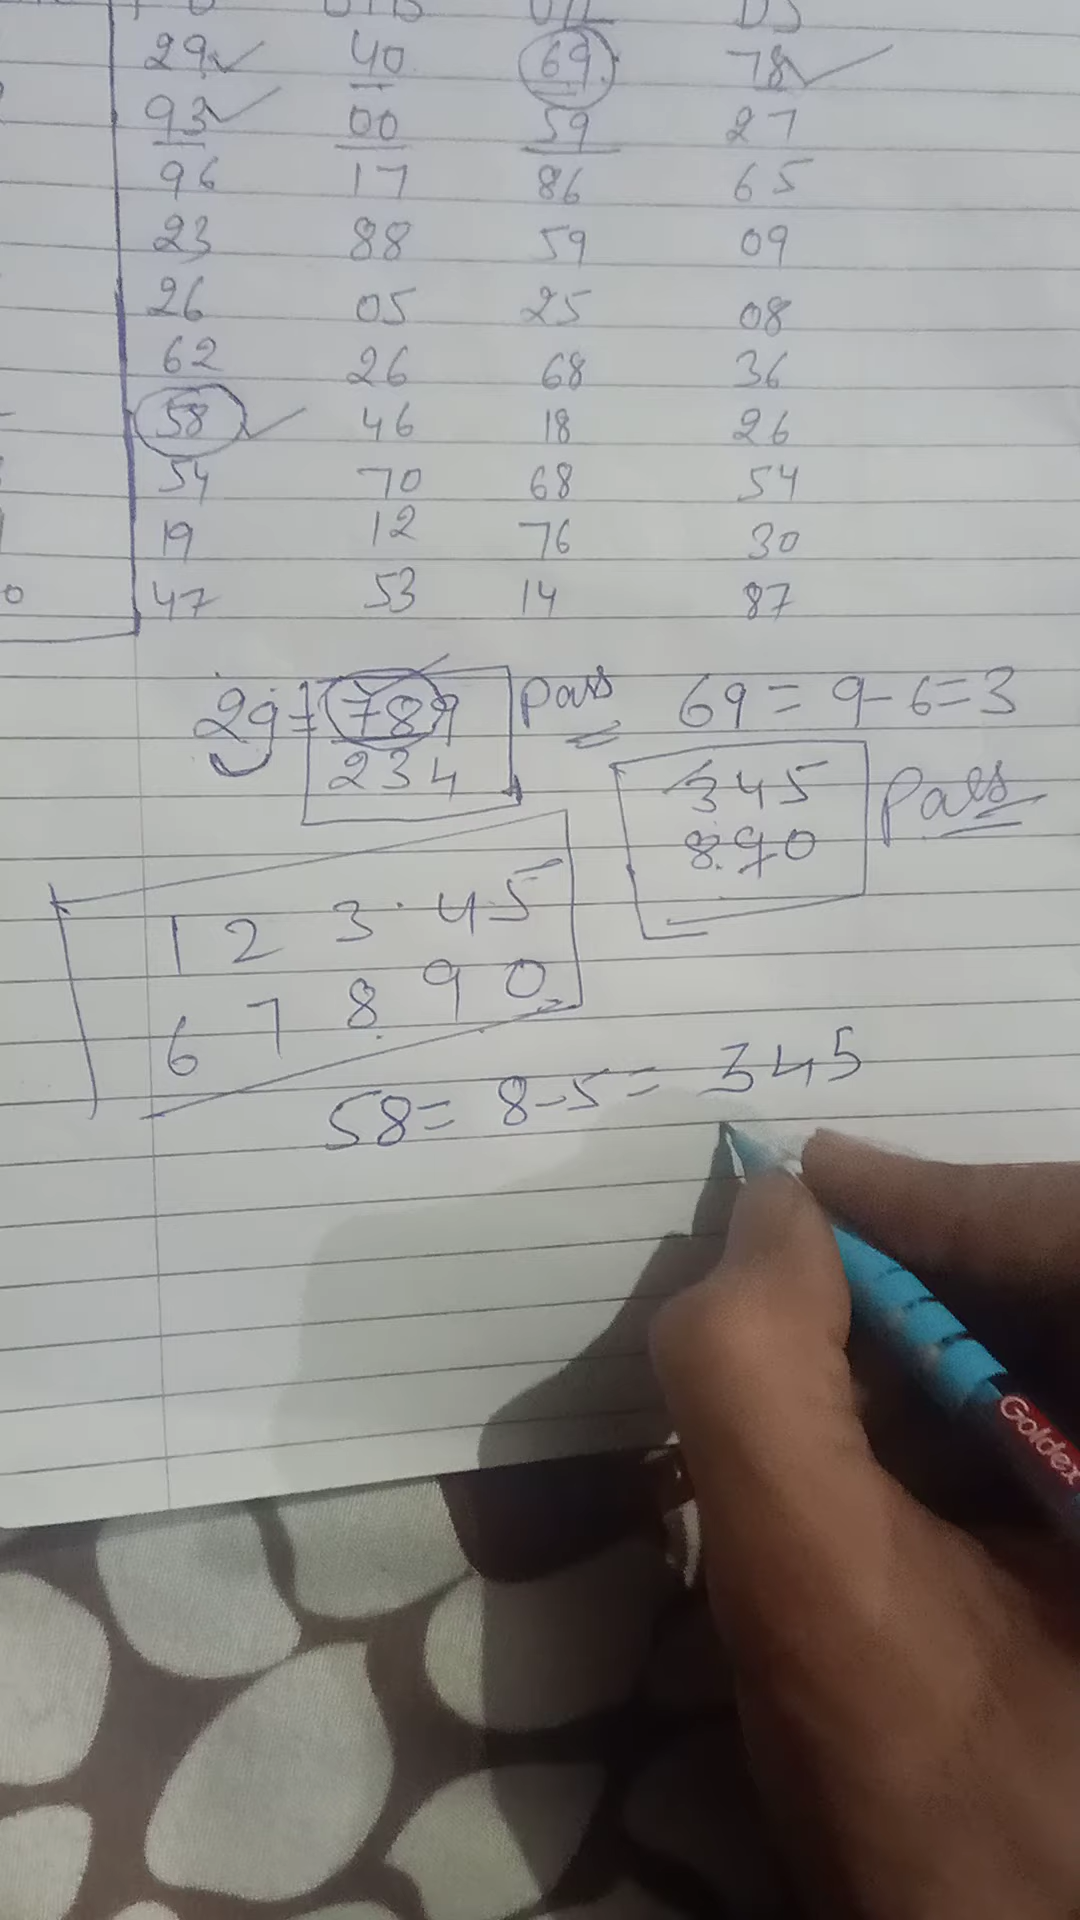 29 40 69 78
93 00 59 27
96 17 86 65
23 88 59 09
26 05 25 08
62 26 68 36
58 46 18 26
54 70 68 54
19 12 76 30
0 47 53 14 87
29= 789 Pass 69 = 9-6=3
234
345 Pass
890
1 2 3 45
6 7 8 9 0
58= 8-5= 345
Goldex